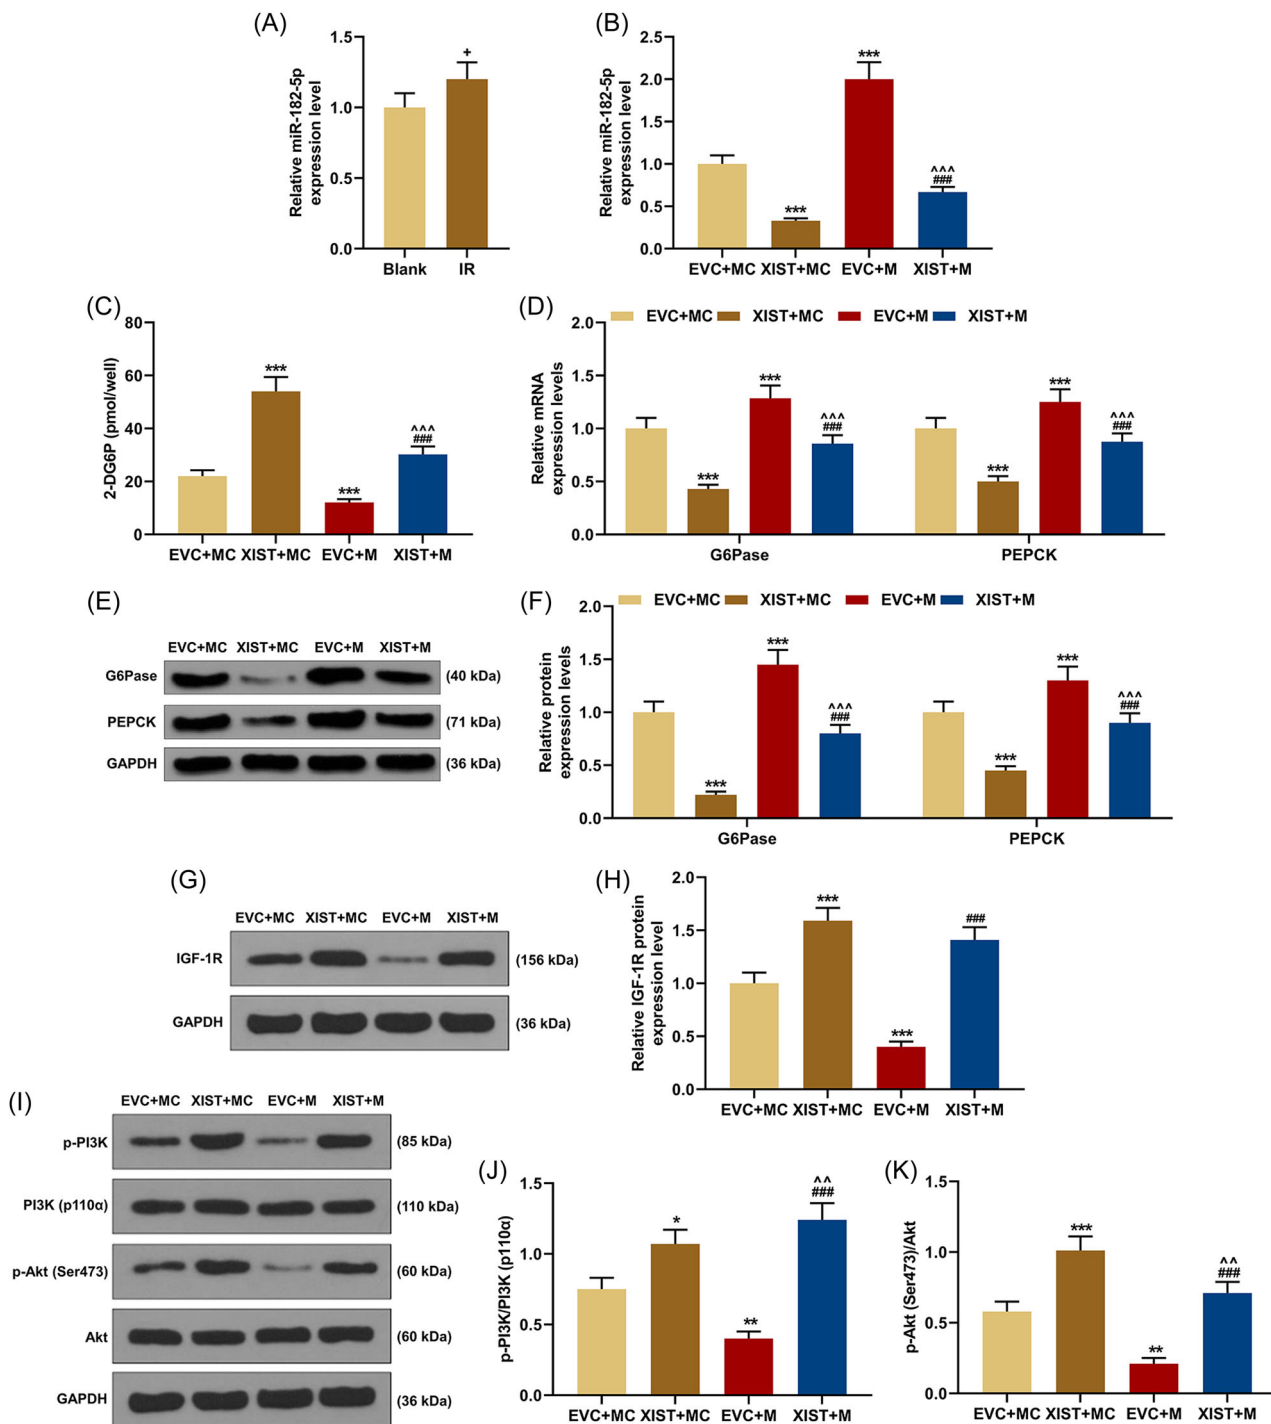 (A)
Relative miR-182-5p
expression level
1.5
1.0
0.5
0.0
+
Blank IR
(B)
Relative miR-182-5p
expression level
2.5
2.0
1.5
1.0
0.5
0.0
***
***
^^^
###
EVC+MC XIST+MC EVC+M XIST+M
(C)
2-DG6P (pmol/well)
80
60
40
20
0
***
***
^^^
###
EVC+MC XIST+MC EVC+M XIST+M
(D)
EVC+MC XIST+MC EVC+M XIST+M
Relative mRNA
expression levels
2.0
1.5
1.0
0.5
0.0
***
***
^^^
###
***
***
^^^
###
G6Pase PEPCK
(E)
EVC+MC XIST+MC EVC+M XIST+M
G6Pase (40 kDa)
PEPCK (71 kDa)
GAPDH (36 kDa)
(F)
EVC+MC XIST+MC EVC+M XIST+M
Relative protein
expression levels
2.0
1.5
1.0
0.5
0.0
***
***
^^^
###
***
***
^^^
###
G6Pase PEPCK
(G)
EVC+MC XIST+MC EVC+M XIST+M
IGF-1R (156 kDa)
GAPDH (36 kDa)
(H)
Relative IGF-1R protein
expression level
2.0
1.5
1.0
0.5
0.0
***
***
###
EVC+MC XIST+MC EVC+M XIST+M
(I)
EVC+MC XIST+MC EVC+M XIST+M
p-PI3K (85 kDa)
PI3K (p110α) (110 kDa)
p-Akt (Ser473) (60 kDa)
Akt (60 kDa)
GAPDH (36 kDa)
(J)
p-PI3K/PI3K (p110α)
1.5
1.0
0.5
0.0
*
**
^^
###
EVC+MC XIST+MC EVC+M XIST+M
(K)
p-Akt (Ser473)/Akt
1.5
1.0
0.5
0.0
***
**
^^
###
EVC+MC XIST+MC EVC+M XIST+M